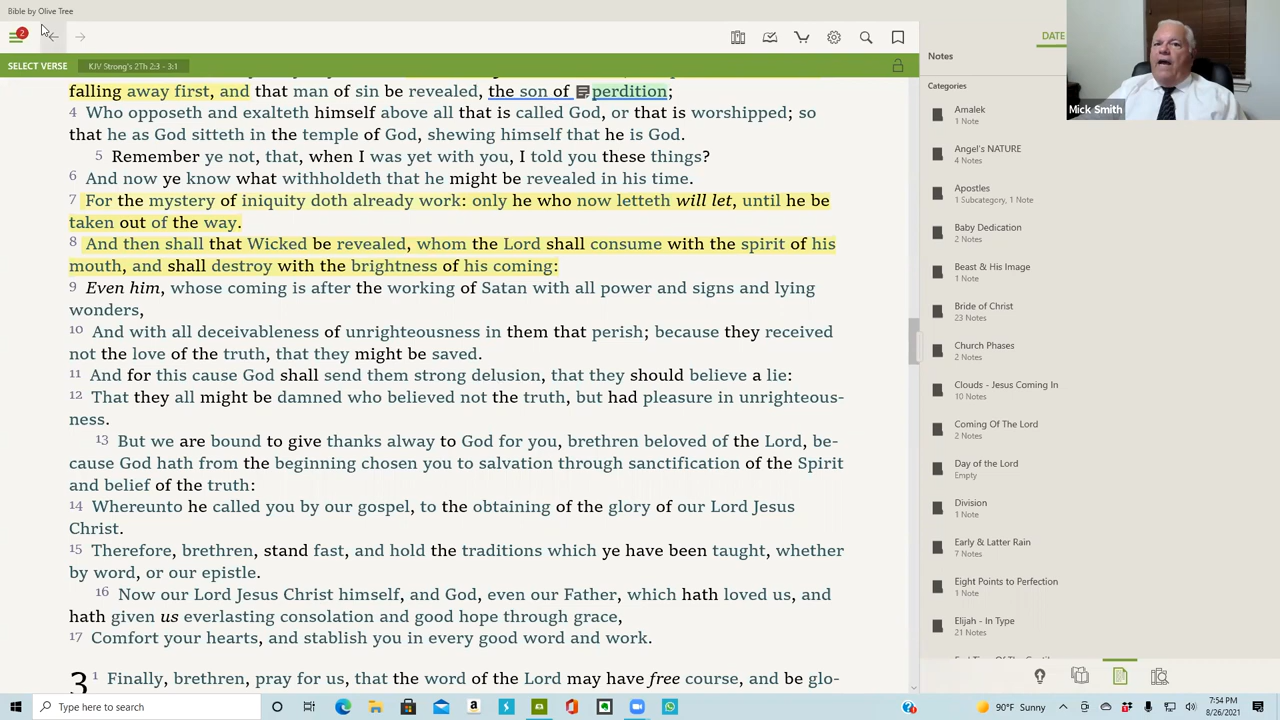 Bible by Olive Tree
2
SELECT VERSE
KJV Strong's 2Th 2:3 - 3:1
falling away first, and that man of sin be revealed, the son of perdition;
4 Who opposeth and exalteth himself above all that is called God, or that is worshipped; so
that he as God sitteth in the temple of God, shewing himself that he is God.
5 Remember ye not, that, when I was yet with you, I told you these things?
6 And now ye know what withholdeth that he might be revealed in his time.
7 For the mystery of iniquity doth already work: only he who now letteth will let, until he be
taken out of the way.
8 And then shall that Wicked be revealed, whom the Lord shall consume with the spirit of his
mouth, and shall destroy with the brightness of his coming:
9 Even him, whose coming is after the working of Satan with all power and signs and lying
wonders,
10 And with all deceivableness of unrighteousness in them that perish; because they received
not the love of the truth, that they might be saved.
11 And for this cause God shall send them strong delusion, that they should believe a lie:
12 That they all might be damned who believed not the truth, but had pleasure in unrighteous-
ness.
13 But we are bound to give thanks alway to God for you, brethren beloved of the Lord, be-
cause God hath from the beginning chosen you to salvation through sanctification of the Spirit
and belief of the truth:
14 Whereunto he called you by our gospel, to the obtaining of the glory of our Lord Jesus
Christ.
15 Therefore, brethren, stand fast, and hold the traditions which ye have been taught, whether
by word, or our epistle.
16 Now our Lord Jesus Christ himself, and God, even our Father, which hath loved us, and
hath given us everlasting consolation and good hope through grace,
17 Comfort your hearts, and stablish you in every good word and work.
3 1 Finally, brethren, pray for us, that the word of the Lord may have free course, and be glo-
DATE
Notes
Mick Smith
Categories
Amalek
1 Note
Angel's NATURE
4 Notes
Apostles
1 Subcategory, 1 Note
Baby Dedication
2 Notes
Beast & His Image
1 Note
Bride of Christ
23 Notes
Church Phases
2 Notes
Clouds - Jesus Coming In
10 Notes
Coming Of The Lord
2 Notes
Day of the Lord
Empty
Division
1 Note
Early & Latter Rain
7 Notes
Eight Points to Perfection
1 Note
Elijah - In Type
21 Notes
Type here to search
90°F Sunny
7:54 PM
8/26/2021